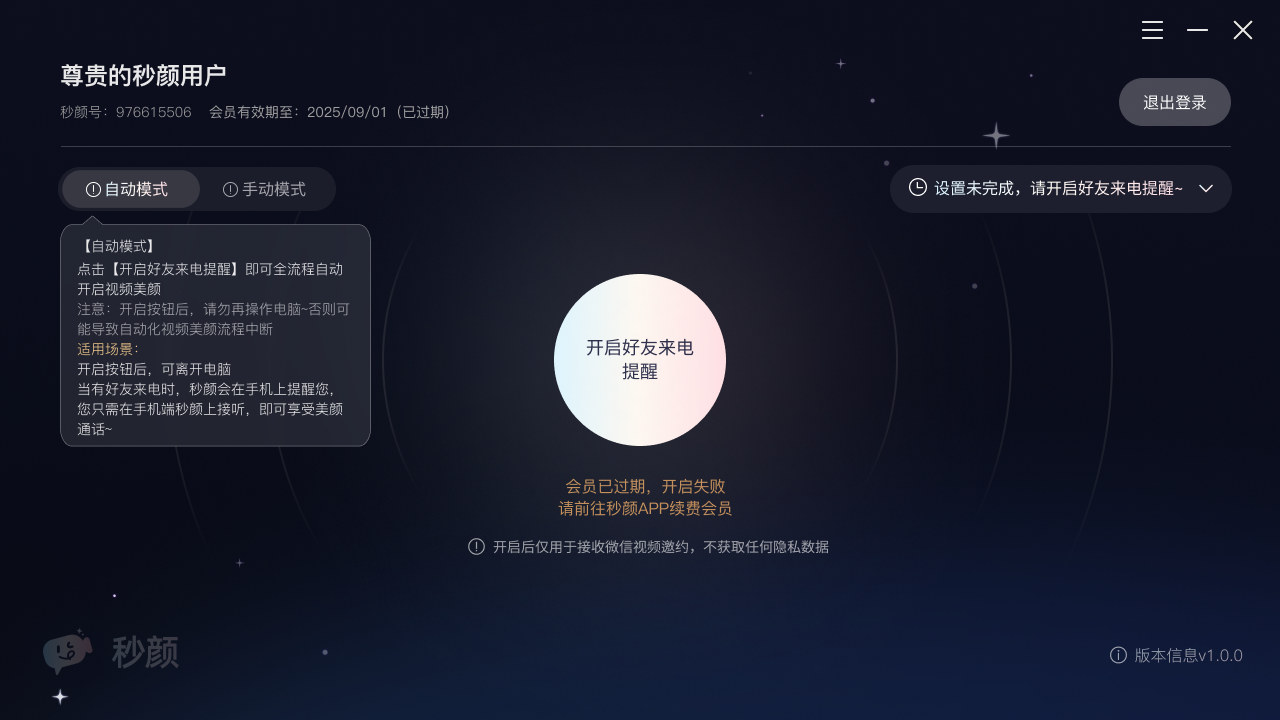 尊贵的秒颜用户
退出登录
秒颜号：976615506 会员有效期至：2025/09/01（已过期）
自动模式
手动模式
设置未完成，请开启好友来电提醒~
【自动模式】
点击【开启好友来电提醒】即可全流程自动
开启视频美颜
注意：开启按钮后，请勿再操作电脑~否则可
能导致自动化视频美颜流程中断
适用场景：
开启按钮后，可离开电脑
当有好友来电时，秒颜会在手机上提醒您，
您只需在手机端秒颜上接听，即可享受美颜
通话~
开启好友来电
提醒
会员已过期，开启失败
请前往秒颜APP续费会员
开启后仅用于接收微信视频邀约，不获取任何隐私数据
秒颜
版本信息v1.0.0